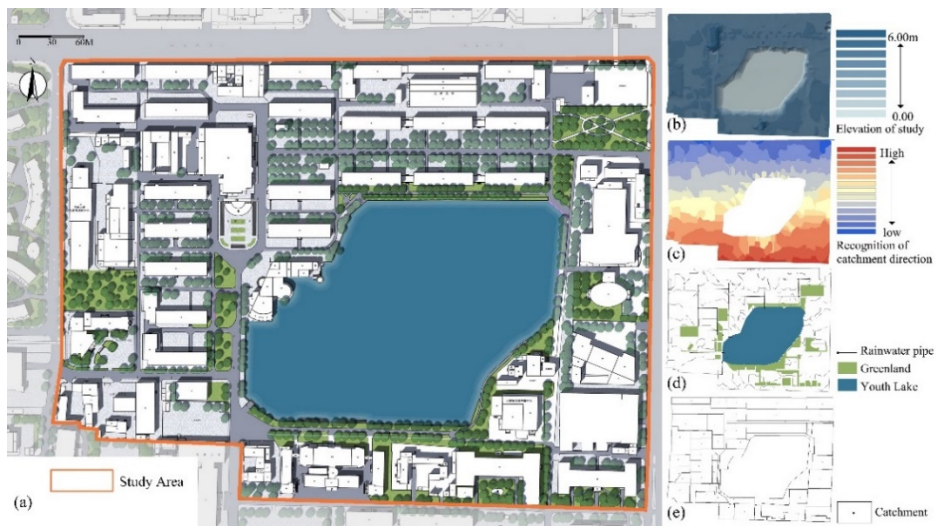 0 30 60M
N
Study Area
(a)
6.00m
0.00
Elevation of study
(b)
High
low
Recognition of
catchment direction
(c)
Rainwater pipe
Greenland
Youth Lake
(d)
Catchment
(e)